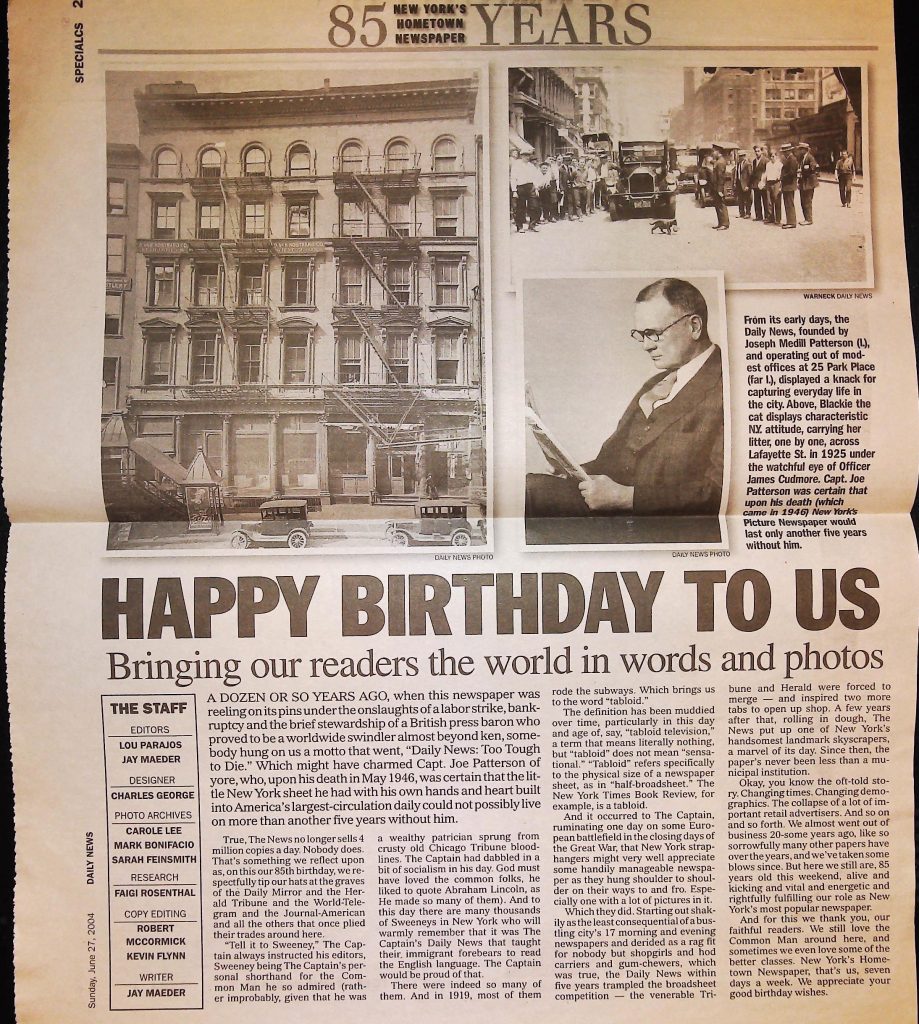 SPECIALCS 2
85 NEW YORK'S HOMETOWN NEWSPAPER YEARS
WARNECK DAILY NEWS
From its early days, the
Daily News, founded by
Joseph Medill Patterson (l.),
and operating out of mod-
est offices at 25 Park Place
(far l.), displayed a knack for
capturing everyday life in
the city. Above, Blackie the
cat displays characteristic
N.Y. attitude, carrying her
litter, one by one, across
Lafayette St. in 1925 under
the watchful eye of Officer
James Cudmore. Capt. Joe
Patterson was certain that
upon his death (which
came in 1946) New York's
Picture Newspaper would
last only another five years
without him.
DAILY NEWS PHOTO
DAILY NEWS PHOTO
HAPPY BIRTHDAY TO US
Bringing our readers the world in words and photos
THE STAFF
EDITORS
LOU PARAJOS
JAY MAEDER
DESIGNER
CHARLES GEORGE
PHOTO ARCHIVES
CAROLE LEE
MARK BONIFACIO
SARAH FEINSMITH
RESEARCH
FAIGI ROSENTHAL
COPY EDITING
ROBERT
MCCORMICK
KEVIN FLYNN
WRITER
JAY MAEDER
A DOZEN OR SO YEARS AGO, when this newspaper was
reeling on its pins under the onslaughts of a labor strike, bank-
ruptcy and the brief stewardship of a British press baron who
proved to be a worldwide swindler almost beyond ken, some-
body hung on us a motto that went, “Daily News: Too Tough
to Die.” Which might have charmed Capt. Joe Patterson of
yore, who, upon his death in May 1946, was certain that the lit-
tle New York sheet he had with his own hands and heart built
into America's largest-circulation daily could not possibly live
on more than another five years without him.
True, The News no longer sells 4
million copies a day. Nobody does.
That's something we reflect upon
as, on this our 85th birthday, we re-
spectfully tip our hats at the graves
of the Daily Mirror and the Her-
ald Tribune and the World-Tele-
gram and the Journal-American
and all the others that once plied
their trades around here.
“Tell it to Sweeney,” The Cap-
tain always instructed his editors,
Sweeney being The Captain's per-
sonal shorthand for the Com-
mon Man he so admired (rath-
er improbably, given that he was
a wealthy patrician sprung from
crusty old Chicago Tribune blood-
lines. The Captain had dabbled in a
bit of socialism in his day. God must
have loved the common folks, he
liked to quote Abraham Lincoln, as
He made so many of them). And to
this day there are many thousands
of Sweeneys in New York who will
warmly remember that it was The
Captain's Daily News that taught
their immigrant forebears to read
the English language. The Captain
would be proud of that.
There were indeed so many of
them. And in 1919, most of them
rode the subways. Which brings us
to the word “tabloid.”
The definition has been muddied
over time, particularly in this day
and age of, say, “tabloid television,”
a term that means literally nothing,
but “tabloid” does not mean “sensa-
tional.” “Tabloid” refers specifically
to the physical size of a newspaper
sheet, as in “half-broadsheet.” The
New York Times Book Review, for
example, is a tabloid.
And it occurred to The Captain,
ruminating one day on some Euro-
pean battlefield in the closing days of
the Great War, that New York strap-
hangers might very well appreciate
some handily manageable newspa-
per as they hung shoulder to shoul-
der on their ways to and fro. Especi-
ally one with a lot of pictures in it.
Which they did. Starting out shak-
ily as the least consequential of a bus-
tling city's 17 morning and evening
newspapers and derided as a rag fit
for nobody but shopgirls and hod
carriers and gum-chewers, which
was true, the Daily News within
five years trampled the broadsheet
competition — the venerable Tri-
bune and Herald were forced to
merge — and inspired two more
tabs to open up shop. A few years
after that, rolling in dough, The
News put up one of New York's
handsomest landmark skyscrapers,
a marvel of its day. Since then, the
paper's never been less than a mu-
nicipal institution.
Okay, you know the oft-told sto-
ry. Changing times. Changing demo-
graphics. The collapse of a lot of im-
portant retail advertisers. And so on
and so forth. We almost went out of
business 20-some years ago, like so
sorrowfully many other papers have
over the years, and we've taken some
blows since. But here we still are, 85
years old this weekend, alive and
kicking and vital and energetic and
rightfully fulfilling our role as New
York's most popular newspaper.
And for this we thank you, our
faithful readers. We still love the
Common Man around here, and
sometimes we even love some of the
better classes. New York's Home-
town Newspaper, that's us, seven
days a week. We appreciate your
good birthday wishes.
Sunday, June 27, 2004 DAILY NEWS